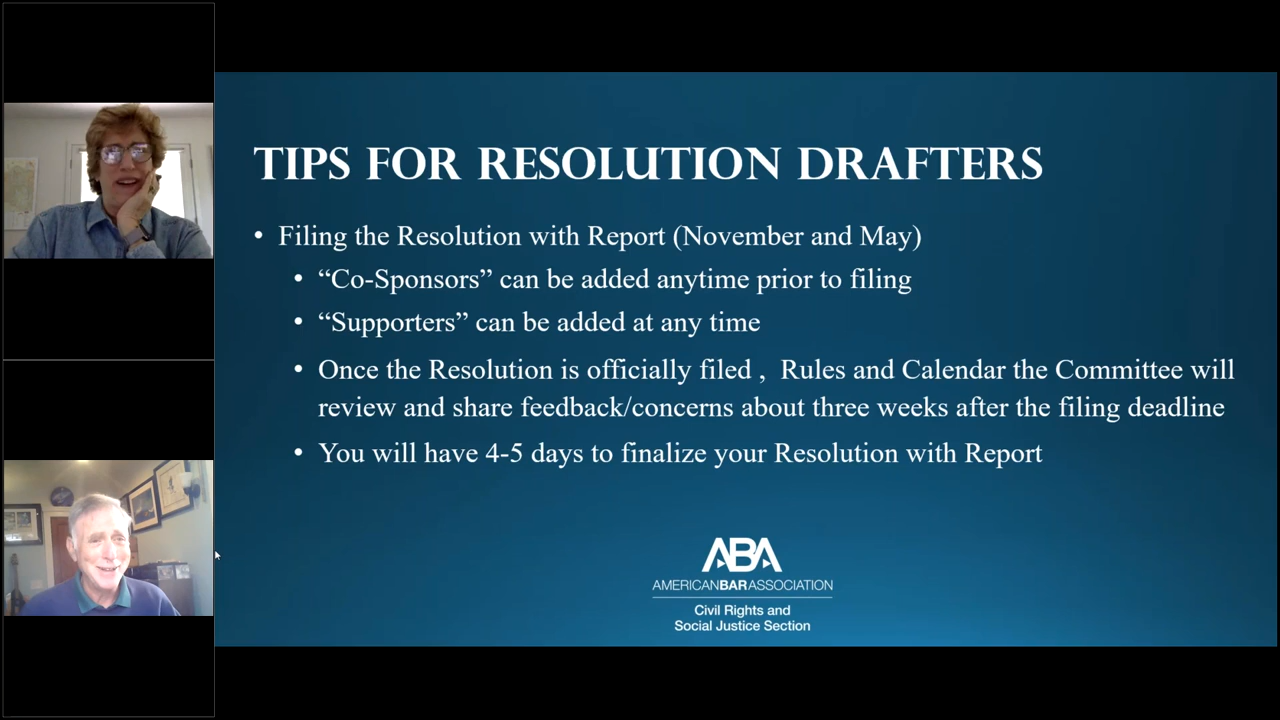 TIPS FOR RESOLUTION DRAFTERS
• Filing the Resolution with Report (November and May)
• “Co-Sponsors” can be added anytime prior to filing
• “Supporters” can be added at any time
• Once the Resolution is officially filed ,  Rules and Calendar the Committee will
review and share feedback/concerns about three weeks after the filing deadline
• You will have 4-5 days to finalize your Resolution with Report
ABA
AMERICANBARASSOCIATION
Civil Rights and
Social Justice Section